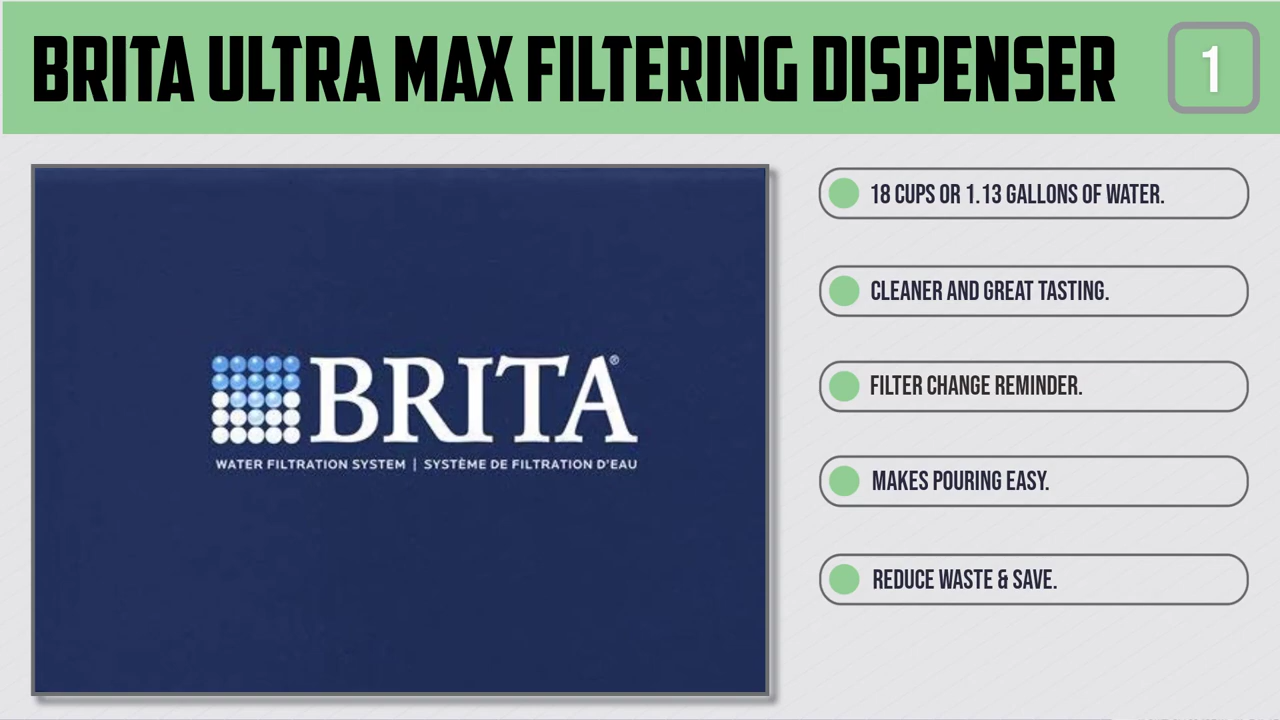 BRITA ULTRA MAX FILTERING DISPENSER
1
BRITA®
WATER FILTRATION SYSTEM | SYSTÈME DE FILTRATION D'EAU
18 CUPS OR 1.13 GALLONS OF WATER.
CLEANER AND GREAT TASTING.
FILTER CHANGE REMINDER.
MAKES POURING EASY.
REDUCE WASTE & SAVE.